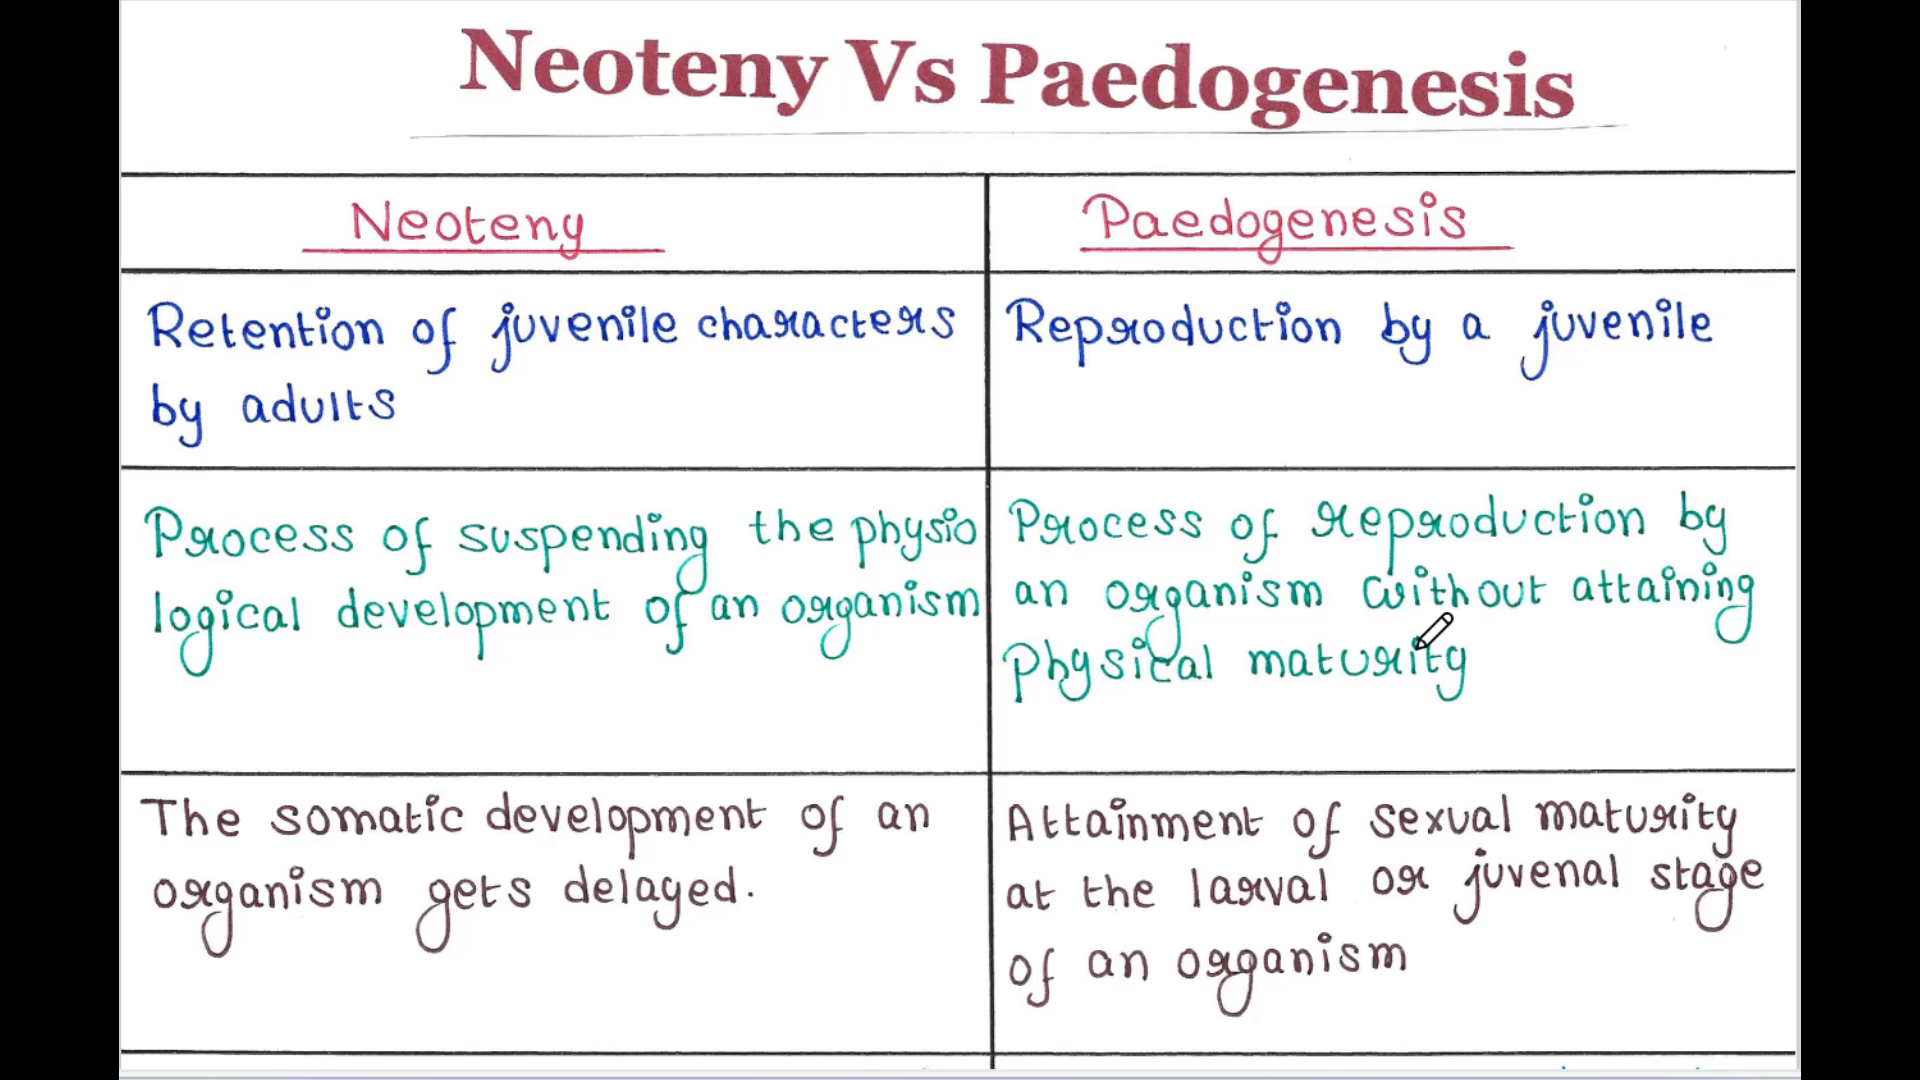 Neoteny Vs Paedogenesis
Neoteny
Paedogenesis
Retention of juvenile characters
by adults
Reproduction by a juvenile
Process of suspending the physio
logical development of an organism
Process of reproduction by
an organism without attaining
Physical maturity
The somatic development of an
organism gets delayed.
Attainment of sexual maturity
at the larval or juvenal stage
of an organism